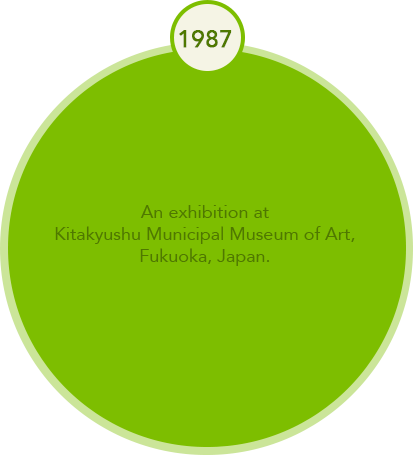 1987
An exhibition at
Kitakyushu Municipal Museum of Art,
Fukuoka, Japan.